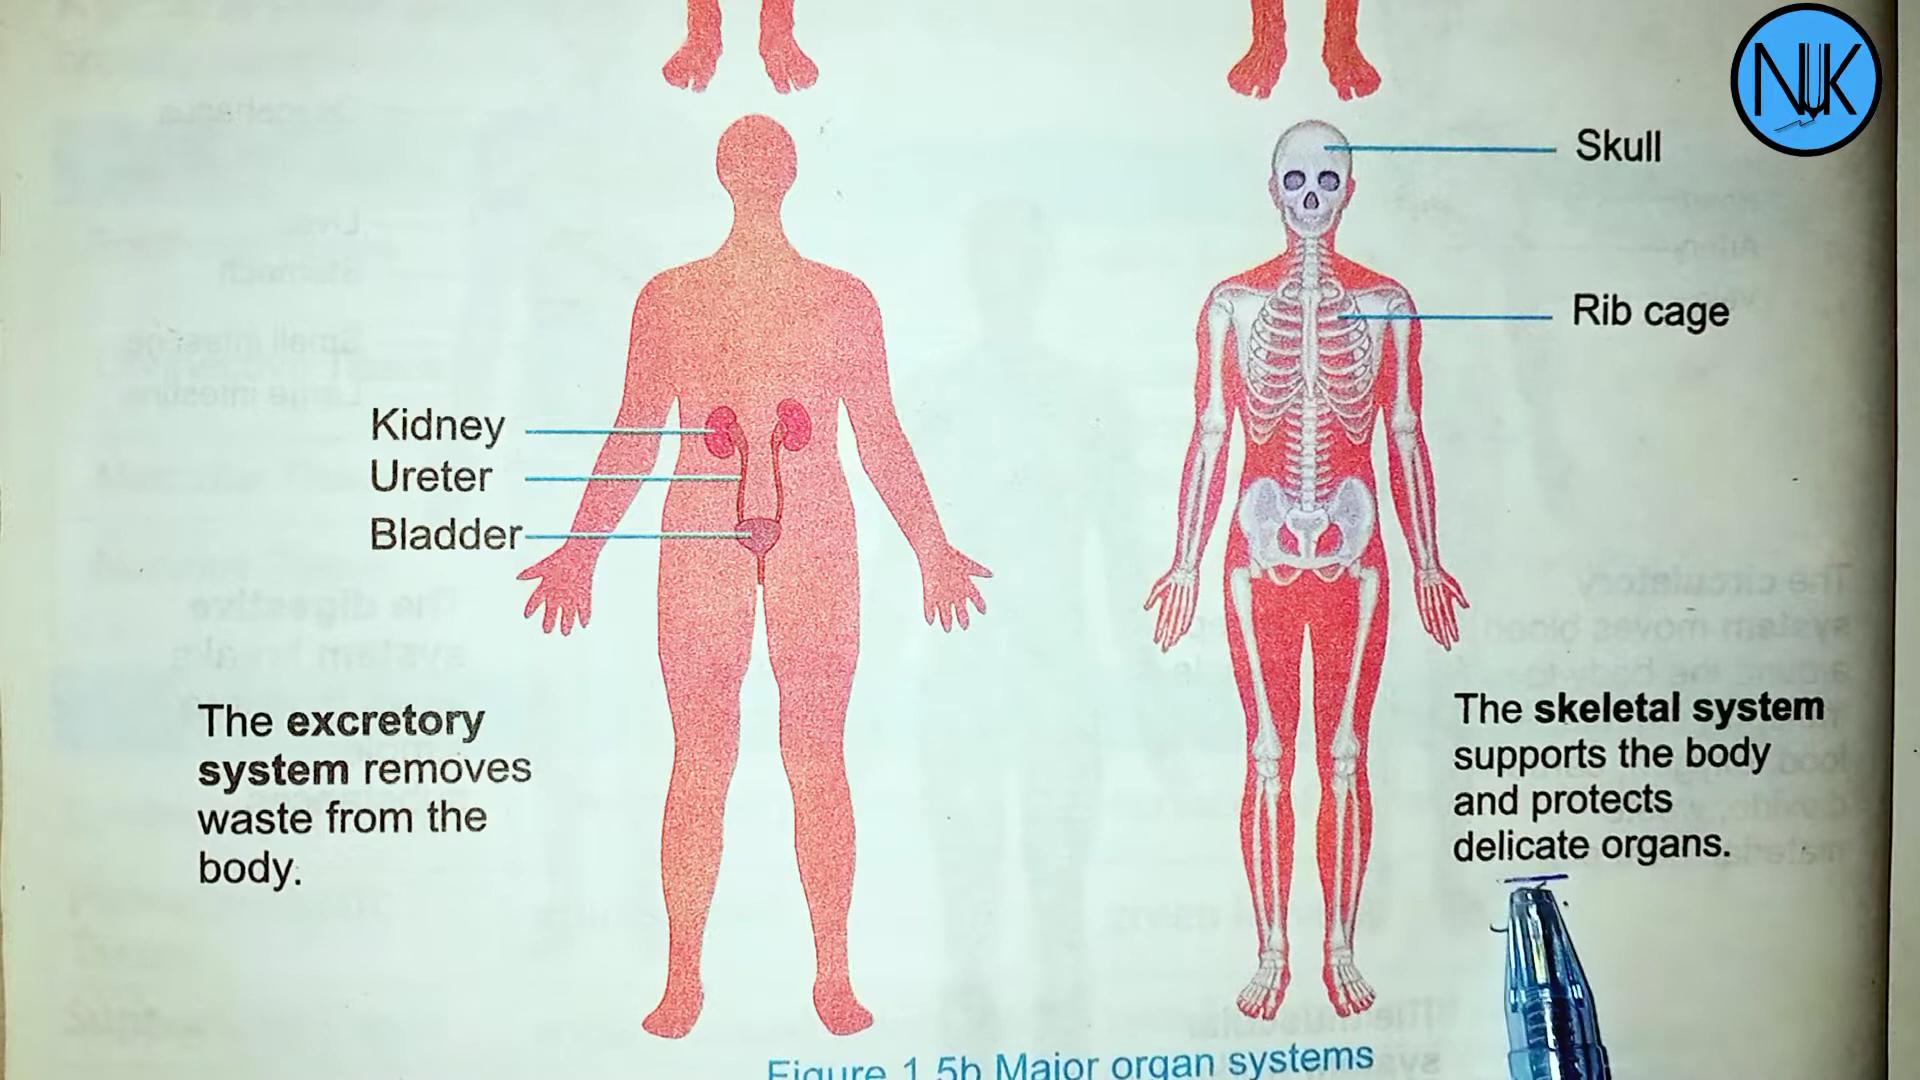 NUK
Skull
Rib cage
Kidney
Ureter
Bladder
The excretory
system removes
waste from the
body.
The skeletal system
supports the body
and protects
delicate organs.
Figure 1.5b Major organ systems